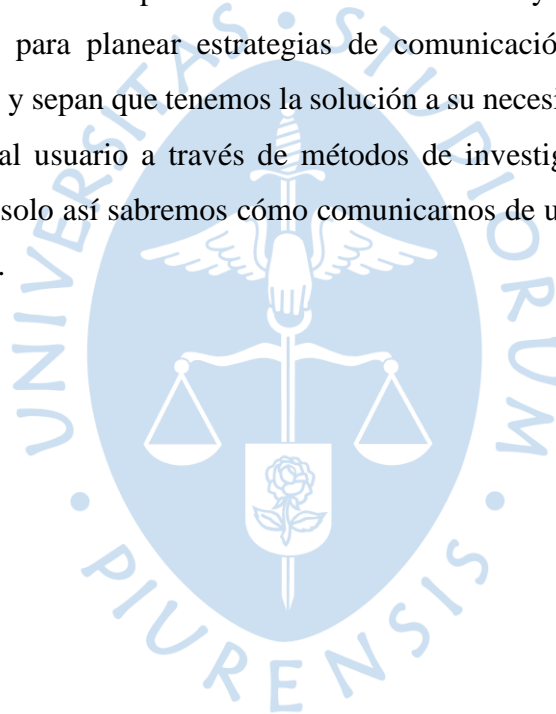 para planear estrategias de comunicació
y sepan que tenemos la solución a su necesi
al usuario a través de métodos de investig
solo así sabremos cómo comunicarnos de u
.
UNIVERSITAS • STUDIORUM • PIURENSIS •